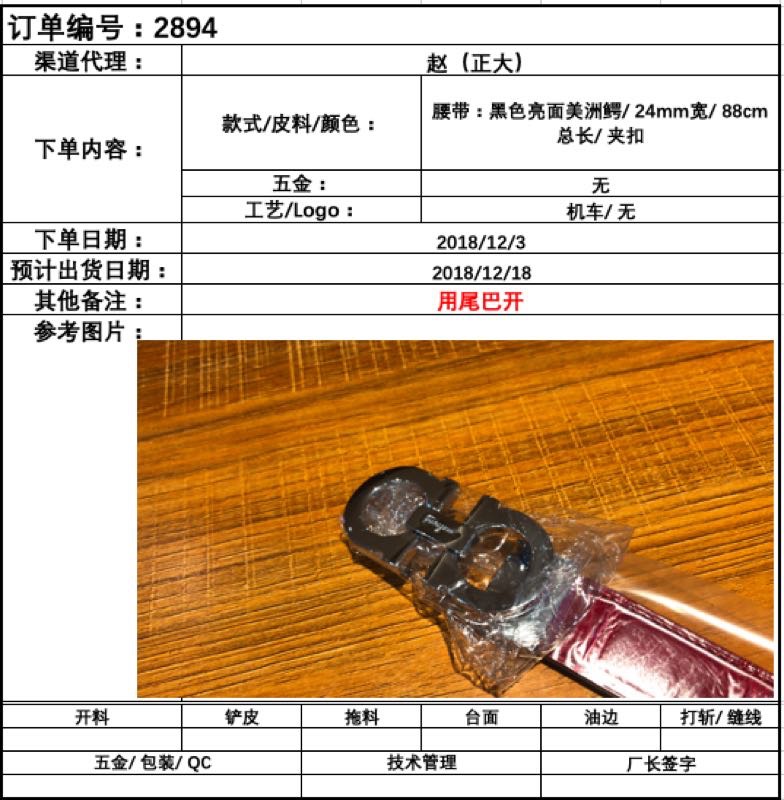 订单编号：2894
渠道代理： 赵（正大）
下单内容：
款式/皮料/颜色： 腰带：黑色亮面美洲鳄/ 24mm宽/ 88cm
总长/ 夹扣
五金： 无
工艺/Logo： 机车/ 无
下单日期： 2018/12/3
预计出货日期： 2018/12/18
其他备注： 用尾巴开
参考图片：
开料 铲皮 拖料 台面 油边 打斩/ 缝线
五金/ 包装/ QC 技术管理 厂长签字